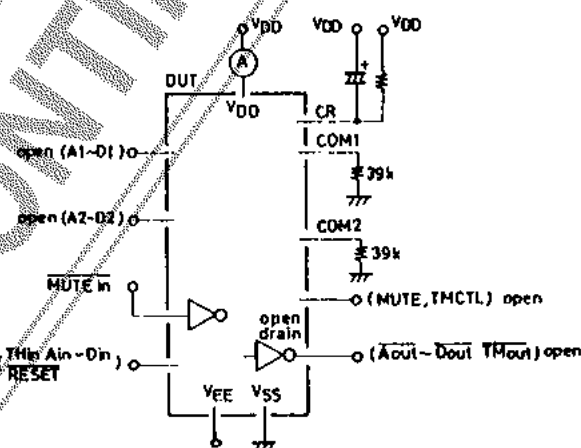 VDD
VDD
VDD
A
+
DUT
VDD
CR
open (A1~D1)
COM1
39k
open (A2~D2)
COM2
39k
MUTE in
(MUTE, TMCTL) open
open
drain
THin Ain~Din
RESET
(Aout~Dout TMout) open
VEE
VSS